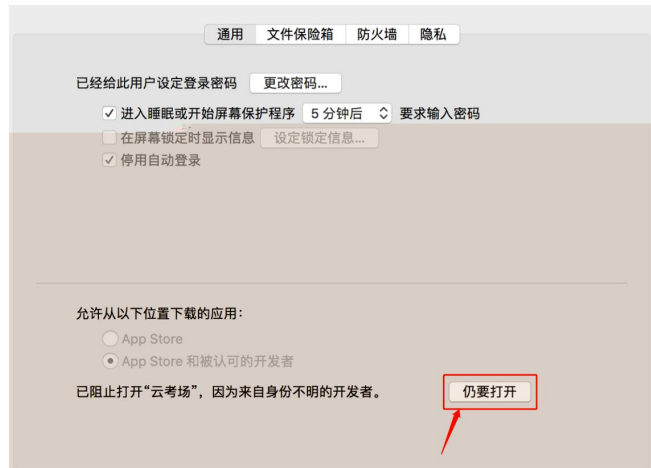 通用 文件保险箱 防火墙 隐私
已经给此用户设定登录密码 更改密码...
进入睡眠或开始屏幕保护程序 5 分钟后 要求输入密码
在屏幕锁定时显示信息 设定锁定信息...
停用自动登录
允许从以下位置下载的应用：
App Store
App Store 和被认可的开发者
已阻止打开“云考场”，因为来自身份不明的开发者。 仍要打开